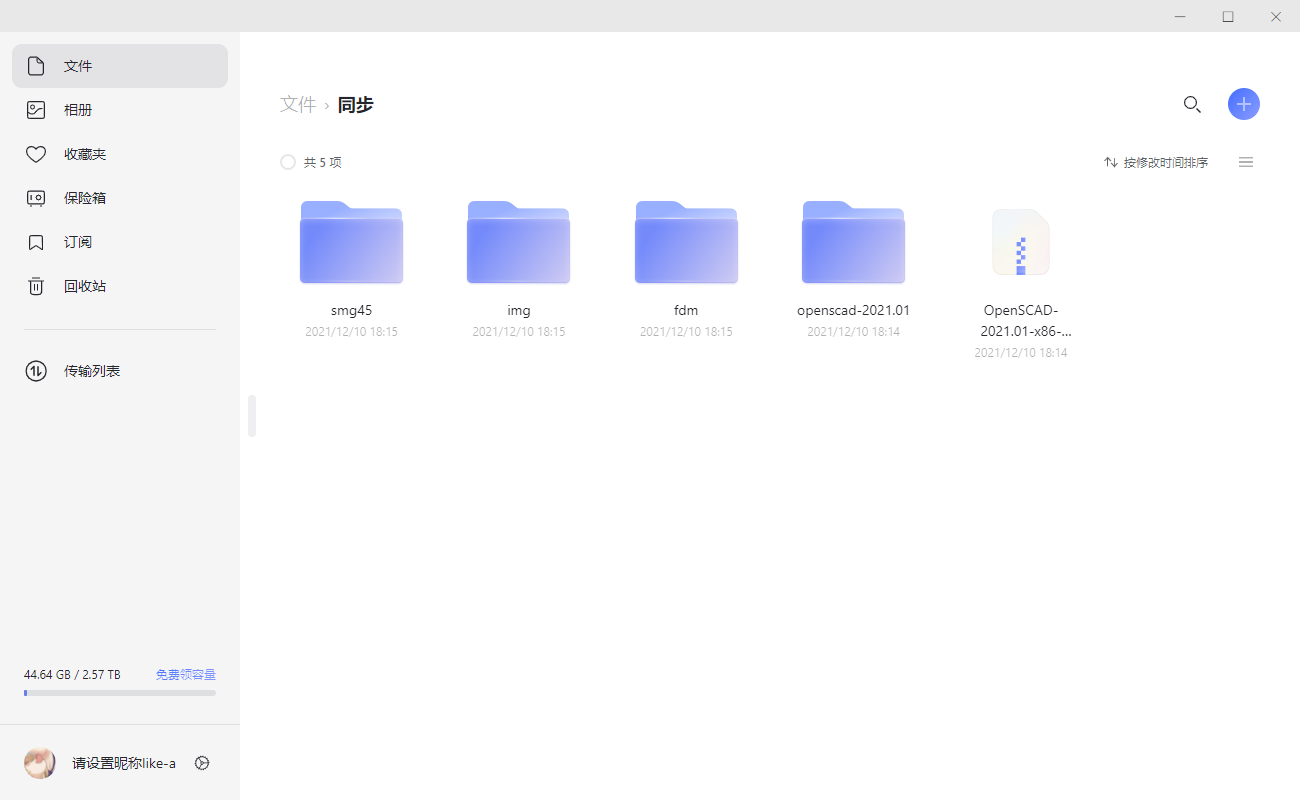 文件
相册
收藏夹
保险箱
订阅
回收站
传输列表
44.64 GB / 2.57 TB
免费领容量
请设置昵称like-a
文件 › 同步
共 5 项
按修改时间排序
smg45
2021/12/10 18:15
img
2021/12/10 18:15
fdm
2021/12/10 18:15
openscad-2021.01
2021/12/10 18:14
OpenSCAD-
2021.01-x86-...
2021/12/10 18:14